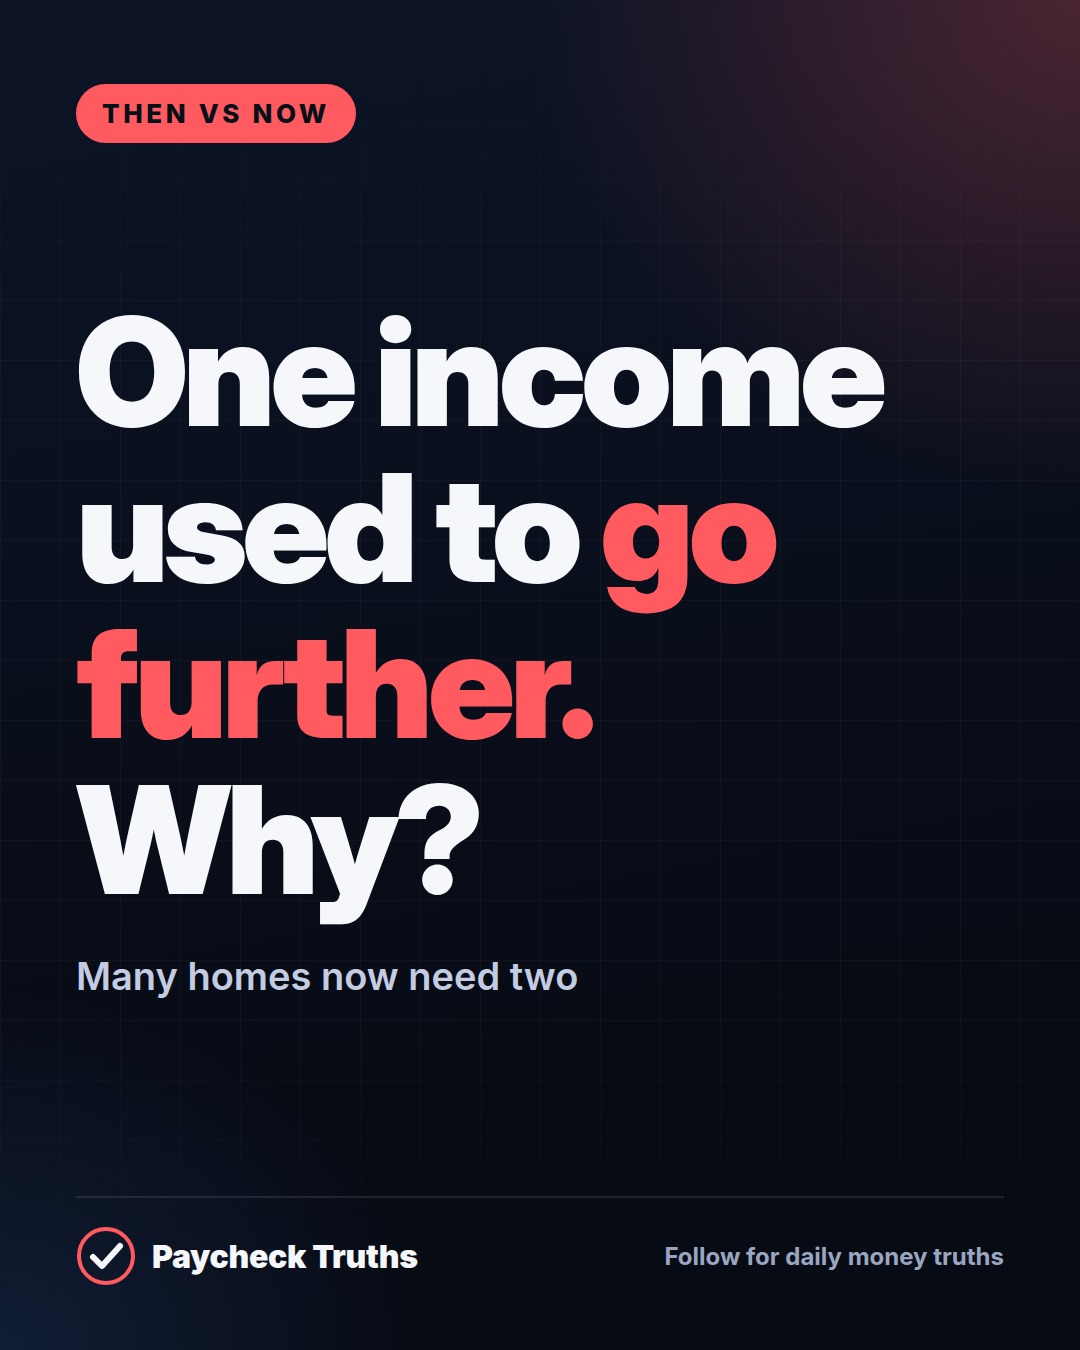 THEN VS NOW
One income
used to go
further.
Why?
Many homes now need two
Paycheck Truths
Follow for daily money truths